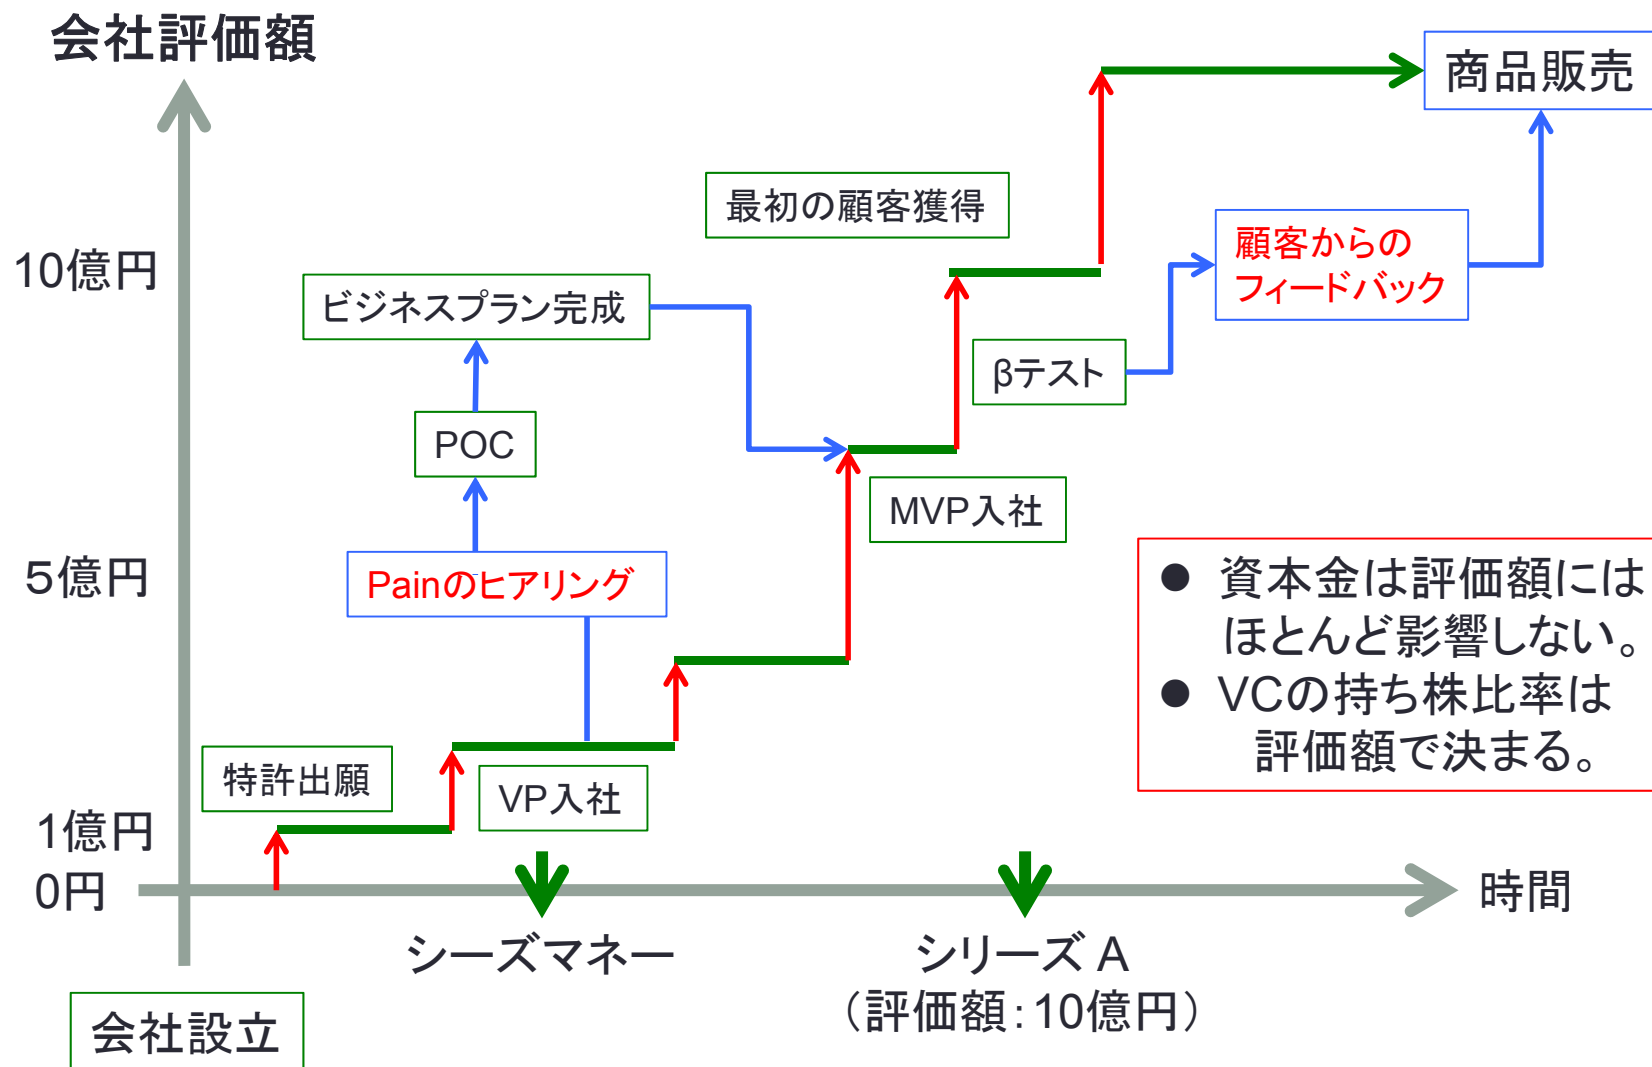 会社評価額
商品販売
最初の顧客獲得
顧客からの
フィードバック
10億円
ビジネスプラン完成
βテスト
POC
MVP入社
5億円
Painのヒアリング
● 資本金は評価額には
ほとんど影響しない。
● VCの持ち株比率は
評価額で決まる。
特許出願
VP入社
1億円
0円
時間
シーズマネー
シリーズ A
（評価額：10億円）
会社設立